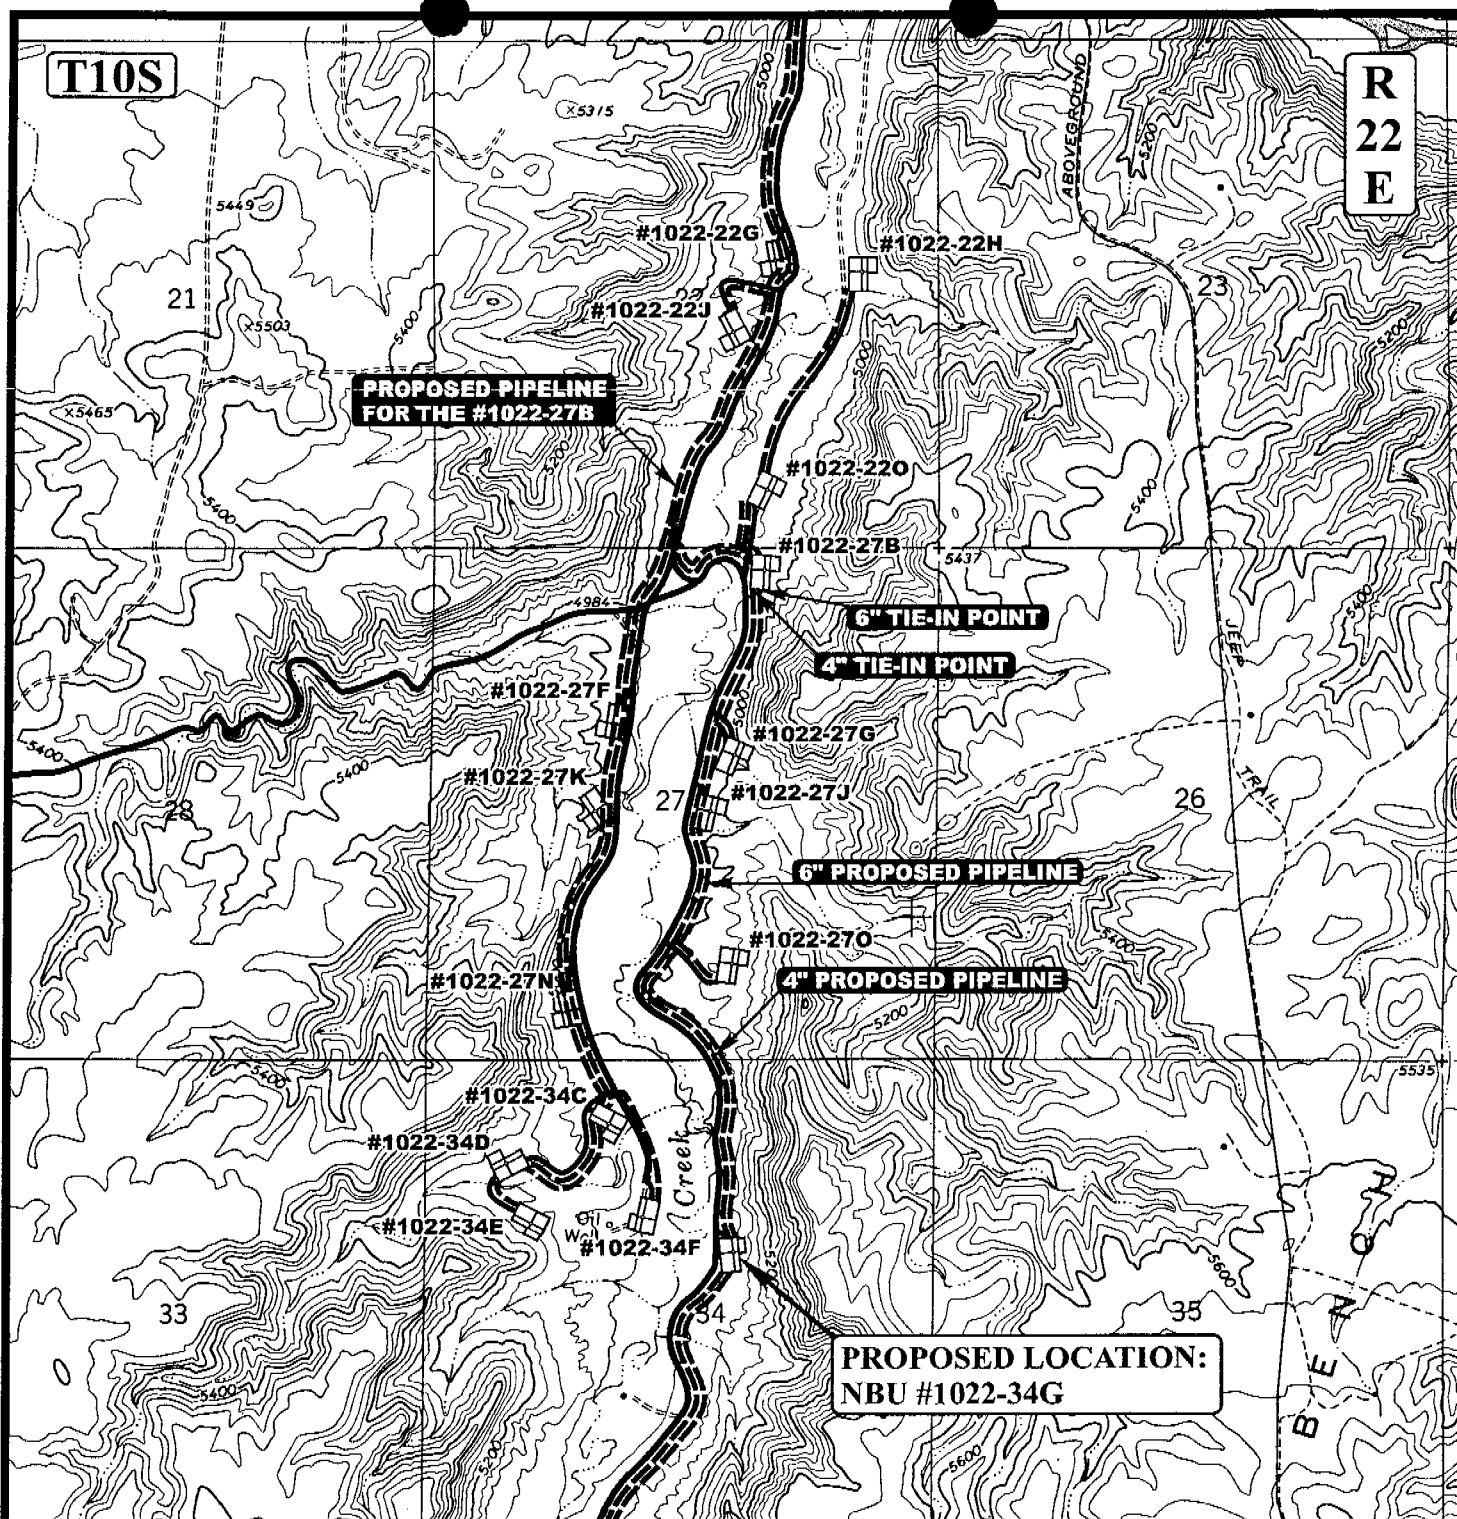 T10S
R
22
E
5000
×5315
ABOVEGROUND
5200
5449
#1022-22G
#1022-22H
21
22
23
#1022-22J
×5503
5400
5200
5000
PROPOSED PIPELINE
FOR THE #1022-27B
×5465
5200
#1022-22O
5400
5400
#1022-27B
5437
4984
6" TIE-IN POINT
5400
4" TIE-IN POINT
JEEP
#1022-27F
5000
#1022-27G
5400
5400
#1022-27K
#1022-27J
TRAIL
28
27
26
6" PROPOSED PIPELINE
#1022-27O
5400
#1022-27N
4" PROPOSED PIPELINE
5200
5400
5535
#1022-34C
#1022-34D
Creek
#1022-34E
Oil
Well
#1022-34F
5200
5600
33
34
35
PROPOSED LOCATION:
NBU #1022-34G
5400
BENCH
5200
5600